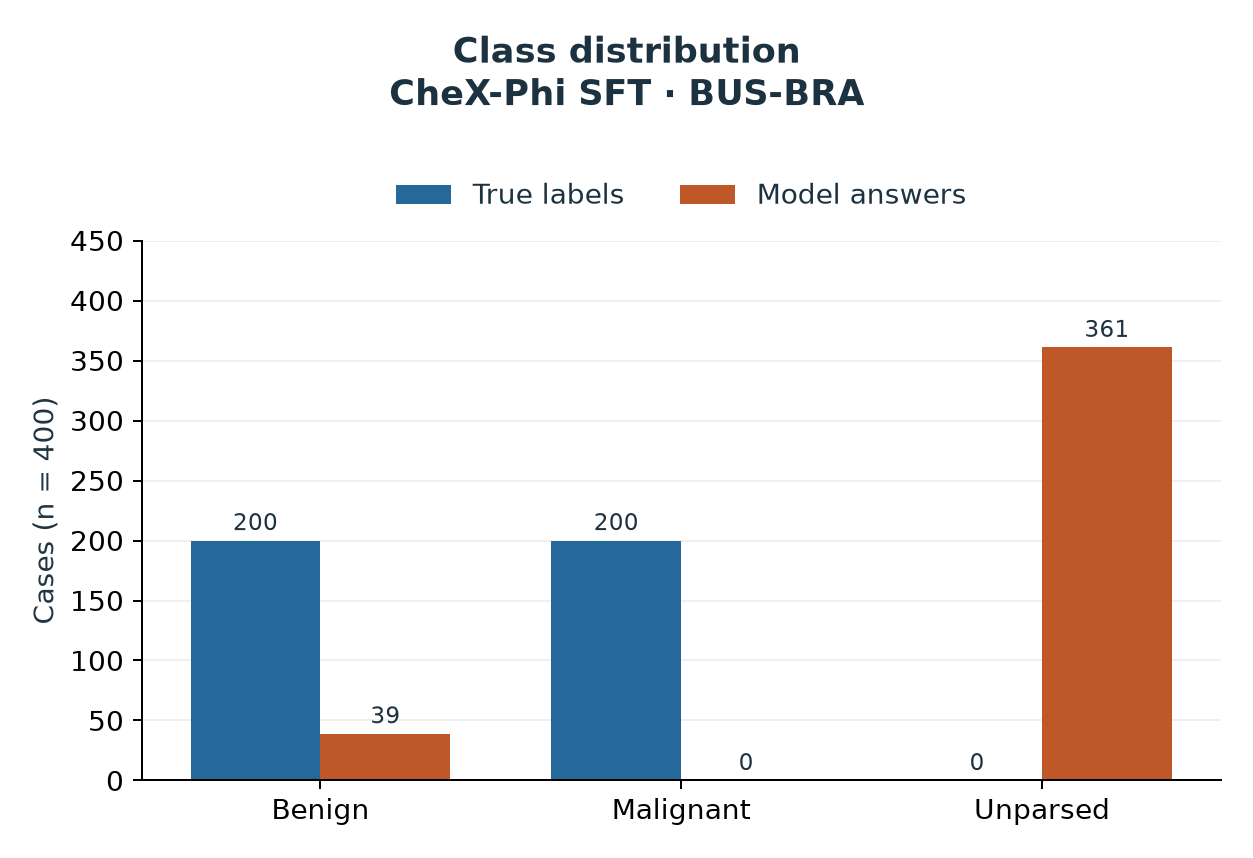 Class distribution
CheX-Phi SFT · BUS-BRA
True labels
Model answers
450
400
350
300
250
200
150
100
50
0
Cases (n = 400)
200
39
200
0
0
361
Benign
Malignant
Unparsed